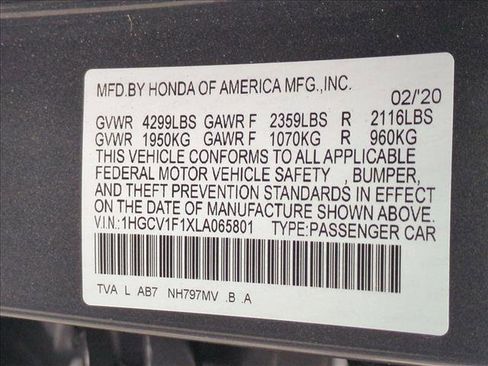 MFD.BY HONDA OF AMERICA MFG.,INC.
02/'20
GVWR 4299LBS GAWR F 2359LBS R 2116LBS
GVWR 1950KG GAWR F 1070KG R 960KG
THIS VEHICLE CONFORMS TO ALL APPLICABLE
FEDERAL MOTOR VEHICLE SAFETY , BUMPER,
AND THEFT PREVENTION STANDARDS IN EFFECT
ON THE DATE OF MANUFACTURE SHOWN ABOVE.
V.I.N.:1HGCV1F1XLA065801 TYPE:PASSENGER CAR
TVA L AB7 NH797MV .B .A